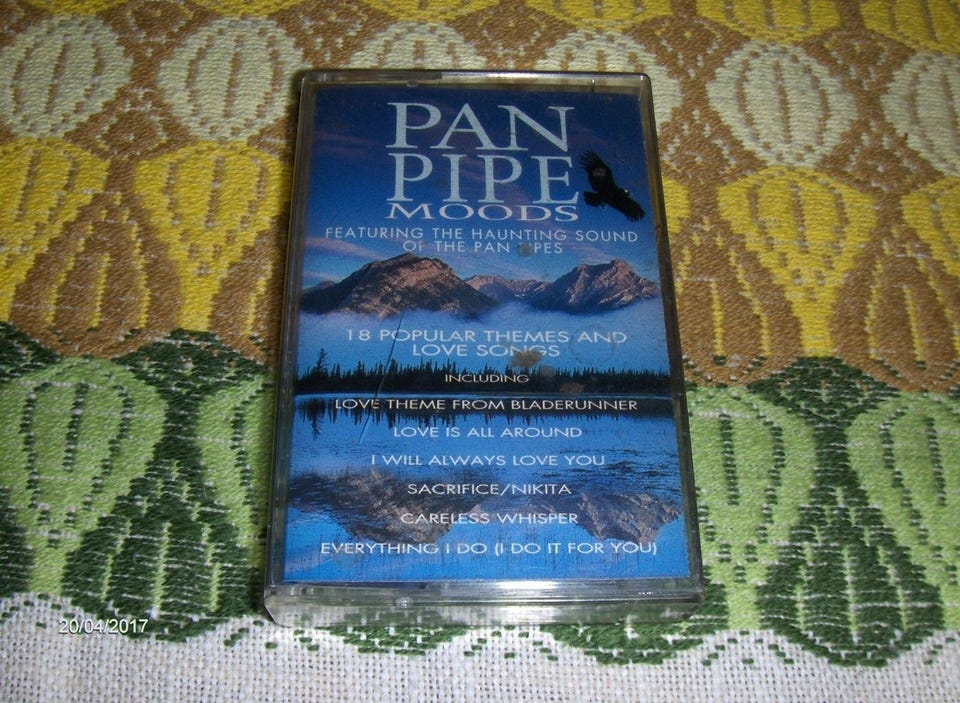 PAN
PIPE
MOODS
FEATURING THE HAUNTING SOUND
OF THE PAN PIPES
18 POPULAR THEMES AND
LOVE SONGS
INCLUDING
LOVE THEME FROM BLADERUNNER
LOVE IS ALL AROUND
I WILL ALWAYS LOVE YOU
SACRIFICE/NIKITA
CARELESS WHISPER
EVERYTHING I DO (I DO IT FOR YOU)
20/04/2017